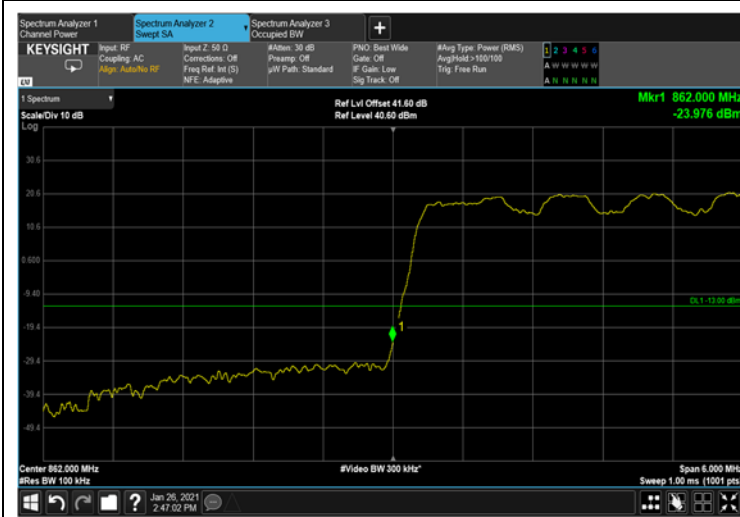 Spectrum Analyzer 1
Channel Power
Spectrum Analyzer 2
Swept SA
Spectrum Analyzer 3
Occupied BW
KEYSIGHT
Input: RF
Coupling: AC
Align: Auto/No RF
Input Z: 50 Ω
Corrections: Off
Freq Ref: Int (S)
NFE: Adaptive
#Atten: 30 dB
Preamp: Off
µW Path: Standard
PNO: Best Wide
Gate: Off
IF Gain: Low
Sig Track: Off
#Avg Type: Power (RMS)
Avg|Hold:>100/100
Trig: Free Run
1 2 3 4 5 6
A W W W W W
A N N N N N
1 Spectrum
Scale/Div 10 dB
Log
Ref Lvl Offset 41.60 dB
Ref Level 40.60 dBm
Mkr1 862.000 MHz
-23.976 dBm
30.6
20.6
10.6
0.600
-9.40
DL1 -13.00 dBm
-19.4
1
-29.4
-39.4
-49.4
Center 862.000 MHz
#Res BW 100 kHz
#Video BW 300 kHz*
Span 6.000 MHz
Sweep 1.00 ms (1001 pts)
?
Jan 26, 2021
2:47:02 PM